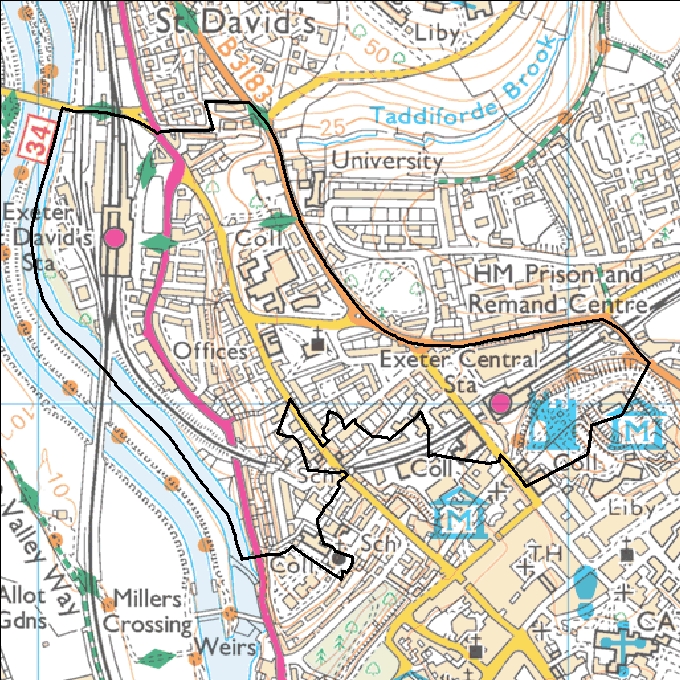 St David's
Liby
B3183
50
Taddiforde Brook
25
34
University
Exeter
David's
Sta
Coll
HM Prison and
Remand Centre
Offices
Exeter Central
Sta
10
10
Sch
Coll
Coll
M
M
Valley Way
Liby
Sch
Coll
TH
Allot
Gdns
Millers
Crossing
Weirs
CA